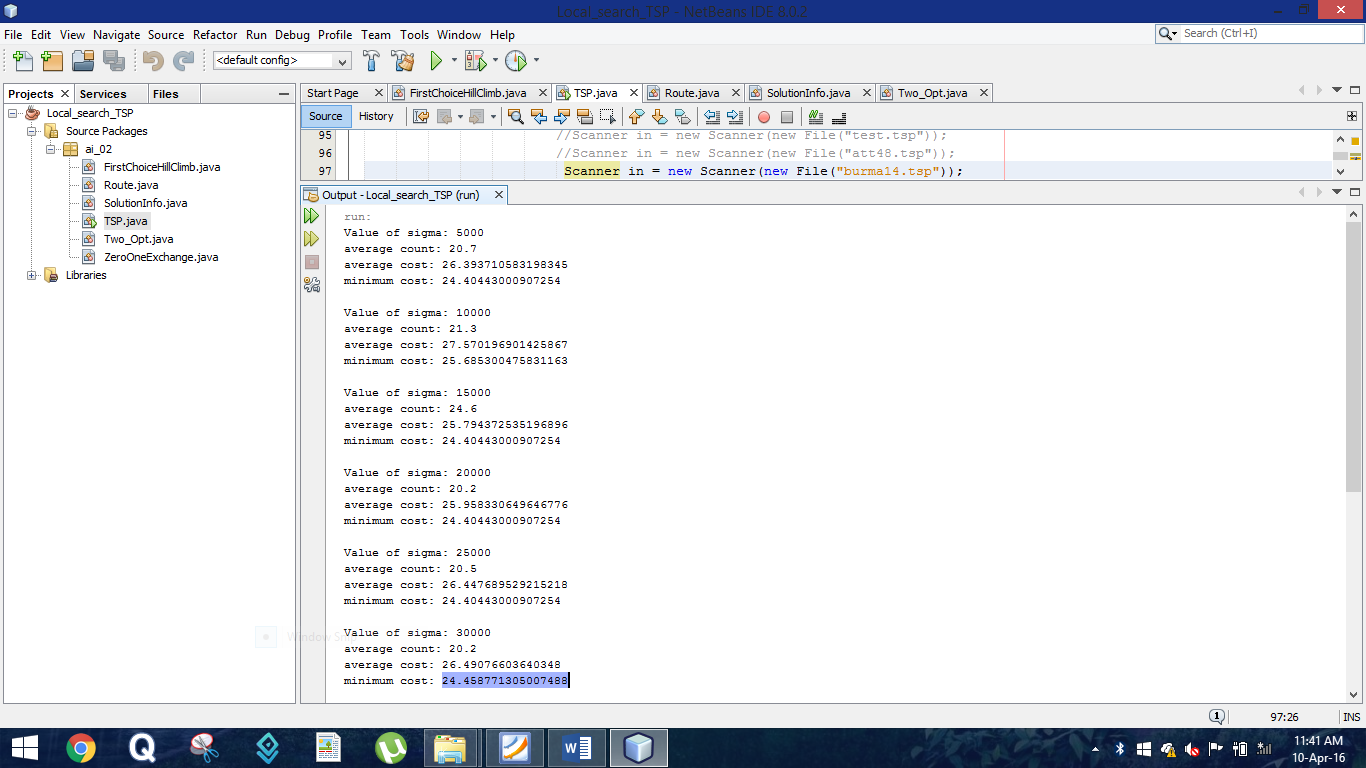 Local_search_TSP - NetBeans IDE 8.0.2
File Edit View Navigate Source Refactor Run Debug Profile Team Tools Window Help
Search (Ctrl+I)
<default config>
Projects Services Files
Local_search_TSP
Source Packages
ai_02
FirstChoiceHillClimb.java
Route.java
SolutionInfo.java
TSP.java
Two_Opt.java
ZeroOneExchange.java
Libraries
Start Page FirstChoiceHillClimb.java TSP.java Route.java SolutionInfo.java Two_Opt.java
Source History
95 //Scanner in = new Scanner(new File("test.tsp"));
96 //Scanner in = new Scanner(new File("att48.tsp"));
97 Scanner in = new Scanner(new File("burma14.tsp"));
Output - Local_search_TSP (run)
run:
Value of sigma: 5000
average count: 20.7
average cost: 26.393710583198345
minimum cost: 24.40443000907254
Value of sigma: 10000
average count: 21.3
average cost: 27.570196901425867
minimum cost: 25.685300475831163
Value of sigma: 15000
average count: 24.6
average cost: 25.794372535196896
minimum cost: 24.40443000907254
Value of sigma: 20000
average count: 20.2
average cost: 25.958330649646776
minimum cost: 24.40443000907254
Value of sigma: 25000
average count: 20.5
average cost: 26.447689529215218
minimum cost: 24.40443000907254
Value of sigma: 30000
average count: 20.2
average cost: 26.49076603640348
minimum cost: 24.458771305007488
Window
1
97:26 INS
11:41 AM
10-Apr-16